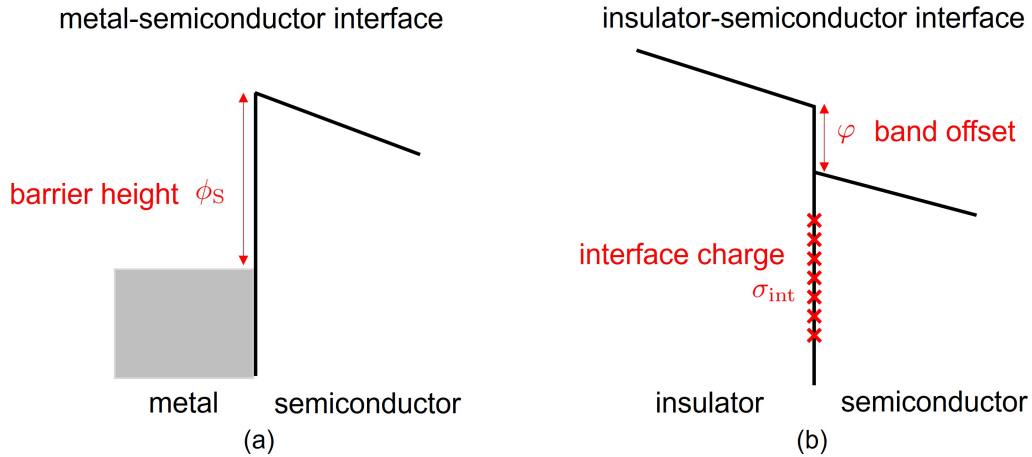 metal-semiconductor interface
barrier height ϕS
metal
semiconductor
(a)
insulator-semiconductor interface
φ band offset
interface charge
σint
insulator
semiconductor
(b)